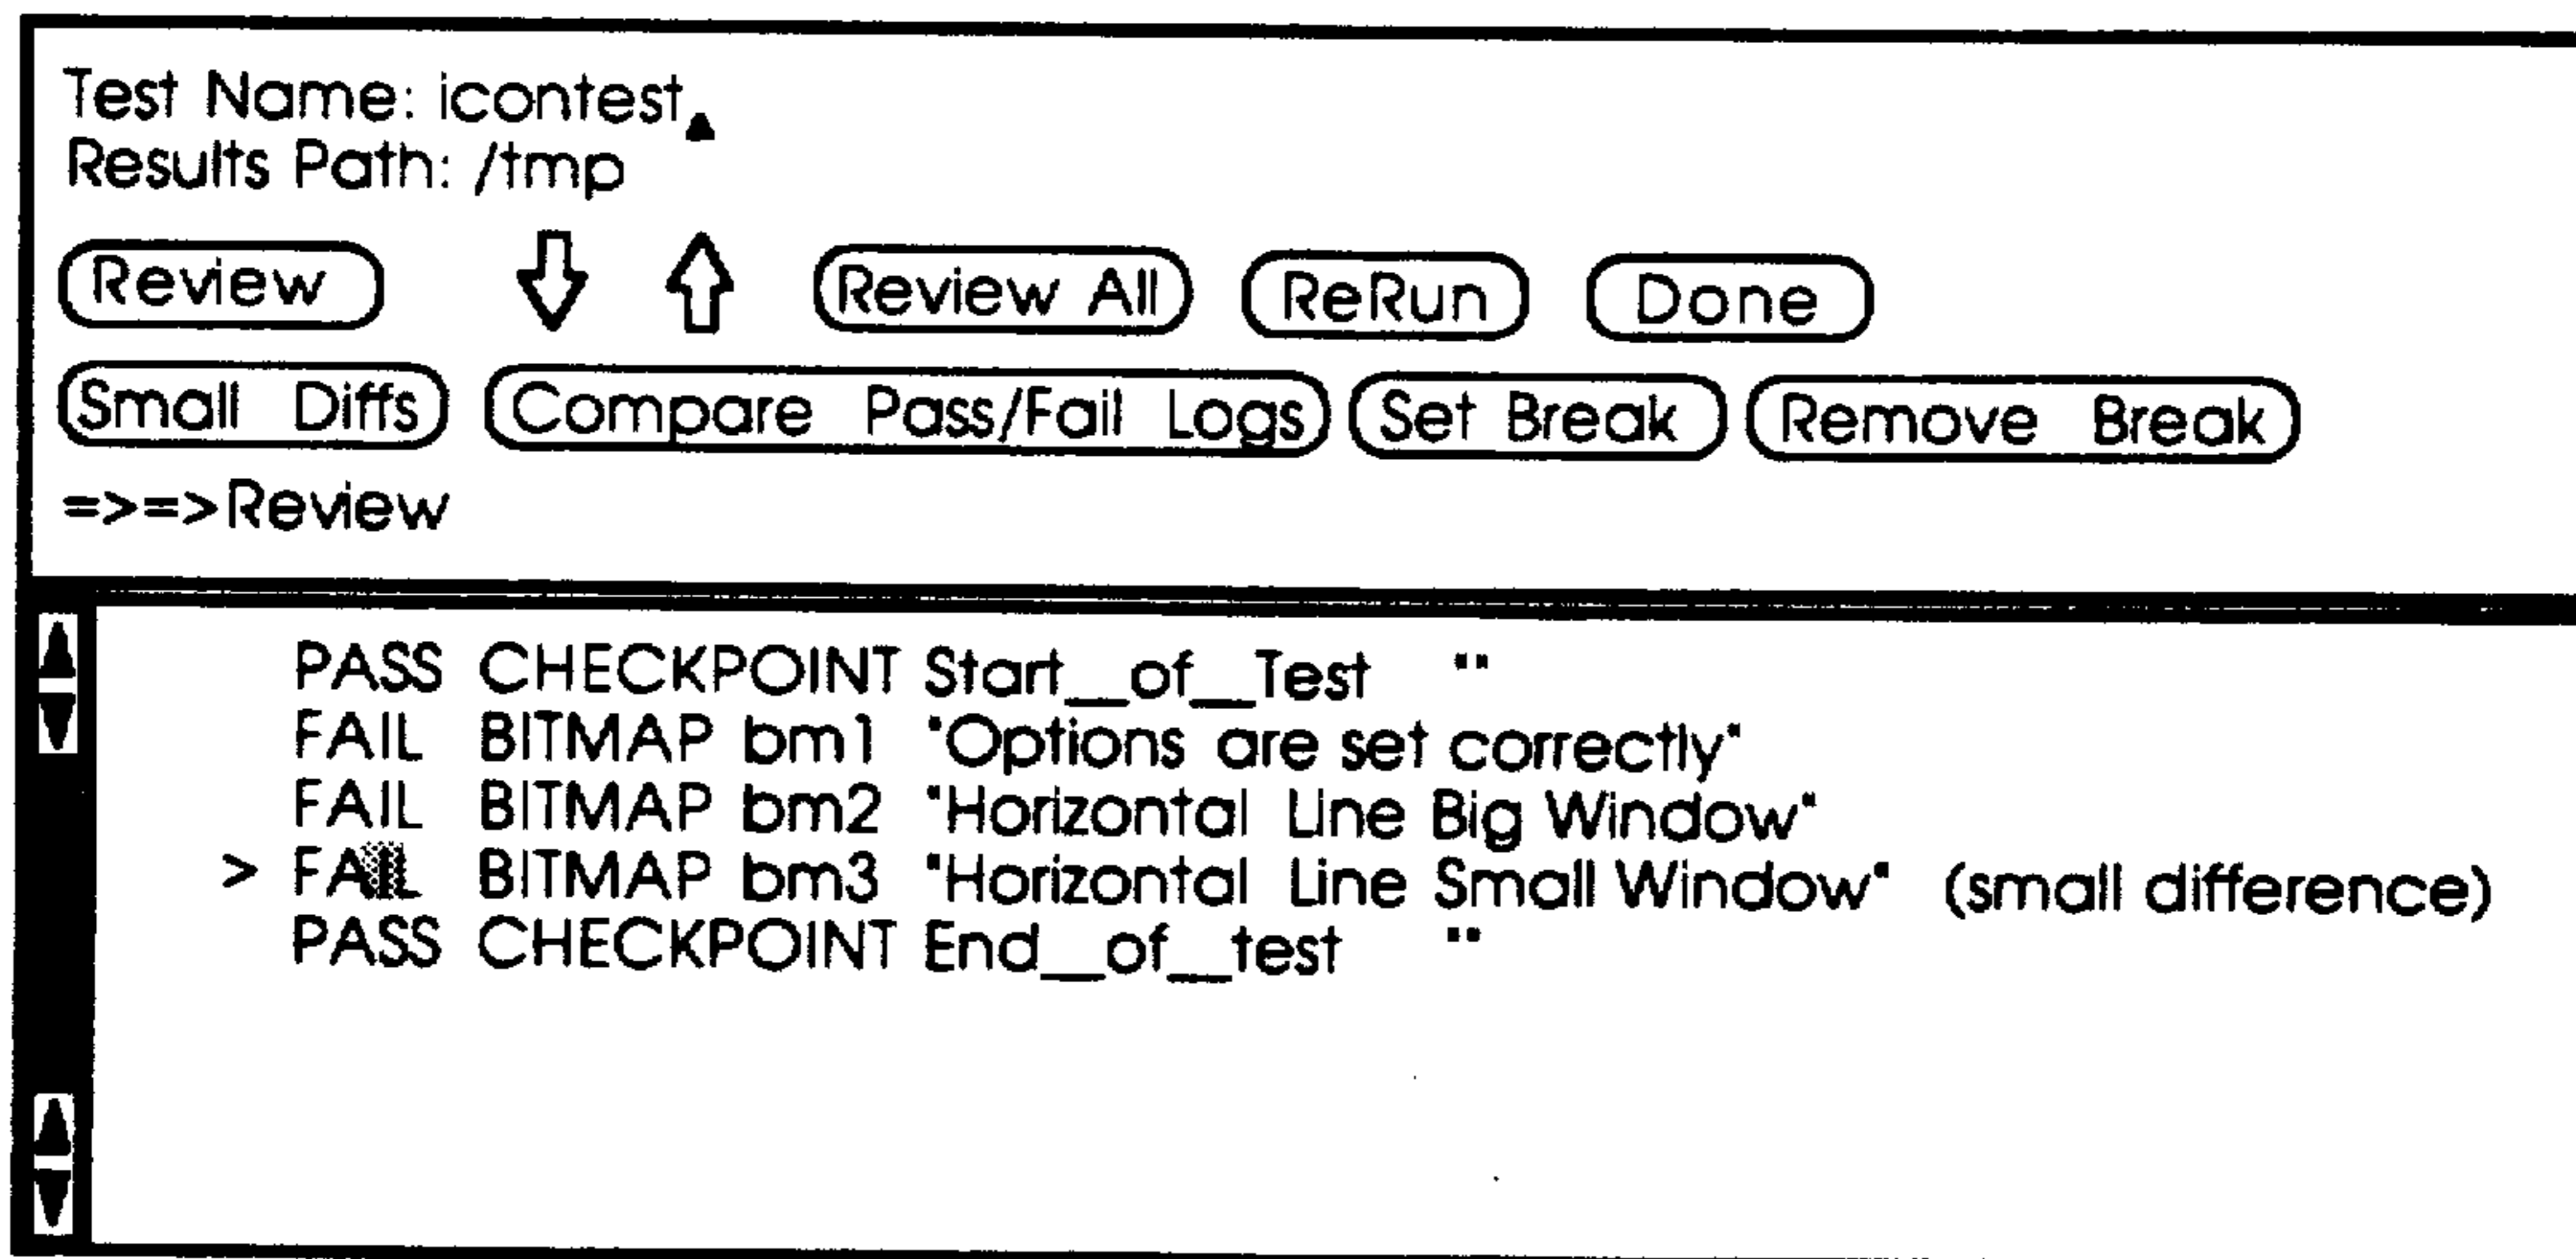 Test Name: icontest
Results Path: /tmp
Review Review All ReRun Done
Small Diffs Compare Pass/Fail Logs Set Break Remove Break
=>=>Review
PASS CHECKPOINT Start__of__Test ""
FAIL BITMAP bm1 "Options are set correctly"
FAIL BITMAP bm2 "Horizontal Line Big Window"
> FAIL BITMAP bm3 "Horizontal Line Small Window" (small difference)
PASS CHECKPOINT End__of__test ""